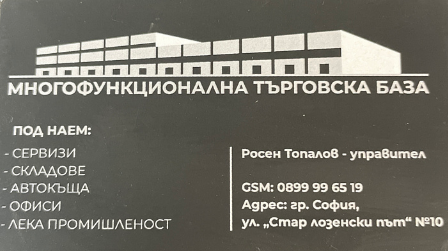 МНОГОФУНКЦИОНАЛНА ТЪРГОВСКА БАЗА
ПОД НАЕМ:
- СЕРВИЗИ
- СКЛАДОВЕ
- АВТОКЪЩА
- ОФИСИ
- ЛЕКА ПРОМИШЛЕНОСТ
Росен Топалов - управител
GSM: 0899 99 65 19
Адрес: гр. София,
ул. „Стар лозенски път“ №10